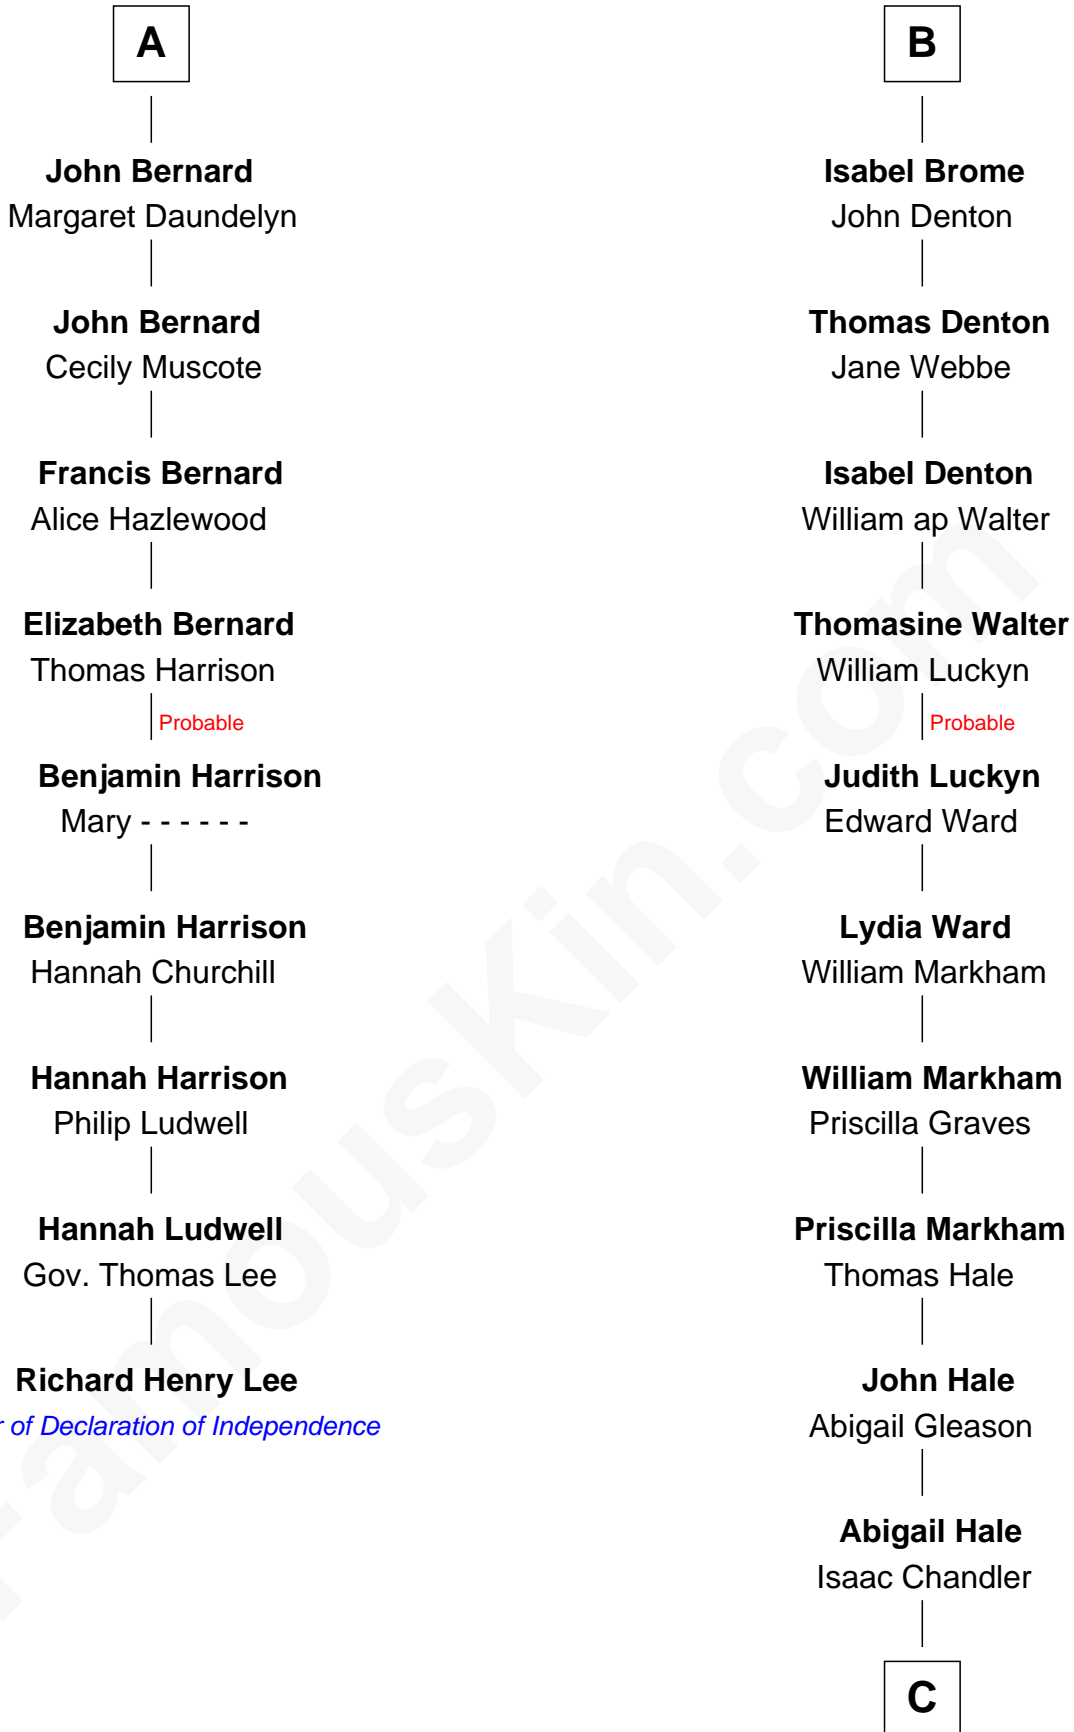 A
John Bernard
Margaret Daundelyn
John Bernard
Cecily Muscote
Francis Bernard
Alice Hazlewood
Elizabeth Bernard
Thomas Harrison
Probable
Benjamin Harrison
Mary - - - - - -
Benjamin Harrison
Hannah Churchill
Hannah Harrison
Philip Ludwell
Hannah Ludwell
Gov. Thomas Lee
Richard Henry Lee
of Declaration of Independence
B
Isabel Brome
John Denton
Thomas Denton
Jane Webbe
Isabel Denton
William ap Walter
Thomasine Walter
William Luckyn
Probable
Judith Luckyn
Edward Ward
Lydia Ward
William Markham
William Markham
Priscilla Graves
Priscilla Markham
Thomas Hale
John Hale
Abigail Gleason
Abigail Hale
Isaac Chandler
C
FamousKin.com